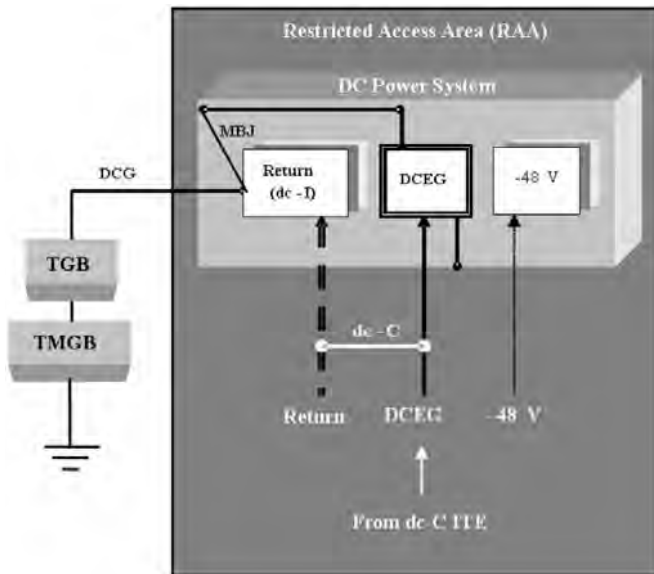 Restricted Access Area (RAA)
DC Power System
MBJ
DCG
Return
(dc -I)
DCEG
-48 V
TGB
TMGB
dc -C
Return
DCEG
-48 V
From dc-C ITE